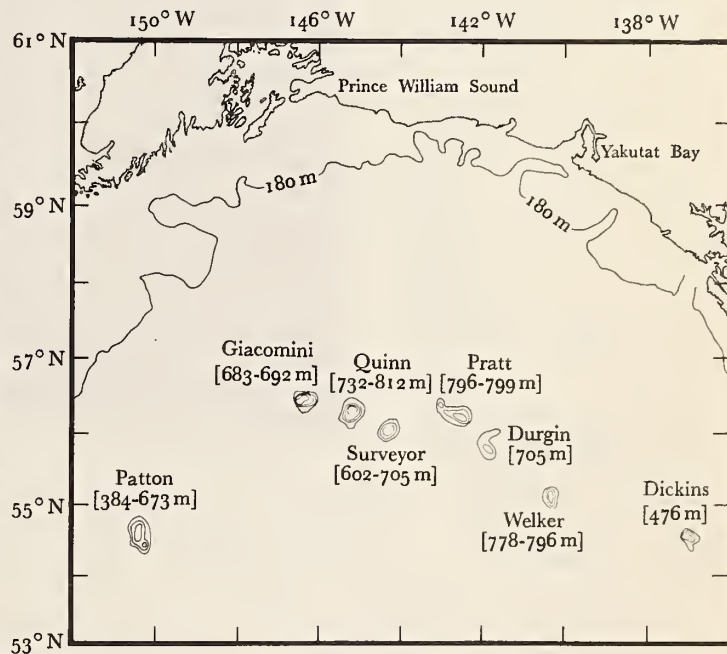 150° W 146° W 142° W 138° W
61° N
Prince William Sound
Yakutat Bay
180 m
180 m
59° N
57° N
Giacomini
[683-692 m]
Quinn
[732-812 m]
Pratt
[796-799 m]
Surveyor
[602-705 m]
Durgin
[705 m]
Patton
[384-673 m]
55° N
Welker
[778-796 m]
Dickins
[476 m]
53° N